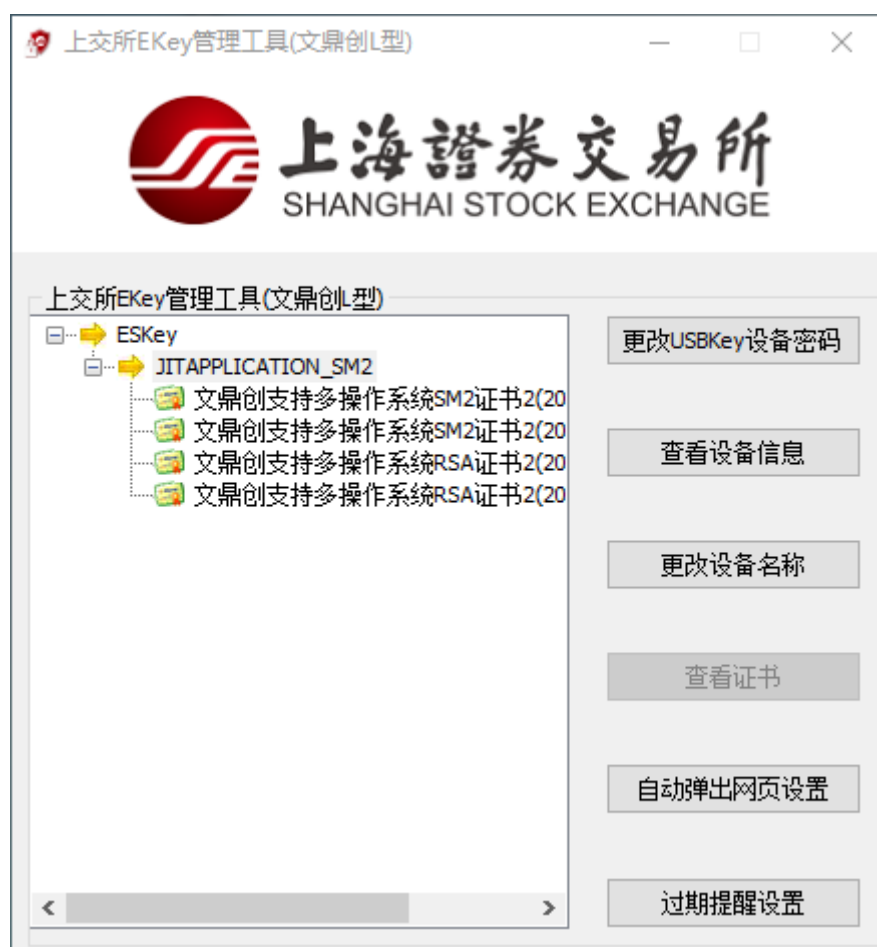 上交所EKey管理工具(文鼎创L型)
上海證券交易所
SHANGHAI STOCK EXCHANGE
上交所EKey管理工具(文鼎创L型)
ESKey
JITAPPLICATION_SM2
文鼎创支持多操作系统SM2证书2(20
文鼎创支持多操作系统SM2证书2(20
文鼎创支持多操作系统RSA证书2(20
文鼎创支持多操作系统RSA证书2(20
更改USBKey设备密码
查看设备信息
更改设备名称
查看证书
自动弹出网页设置
过期提醒设置